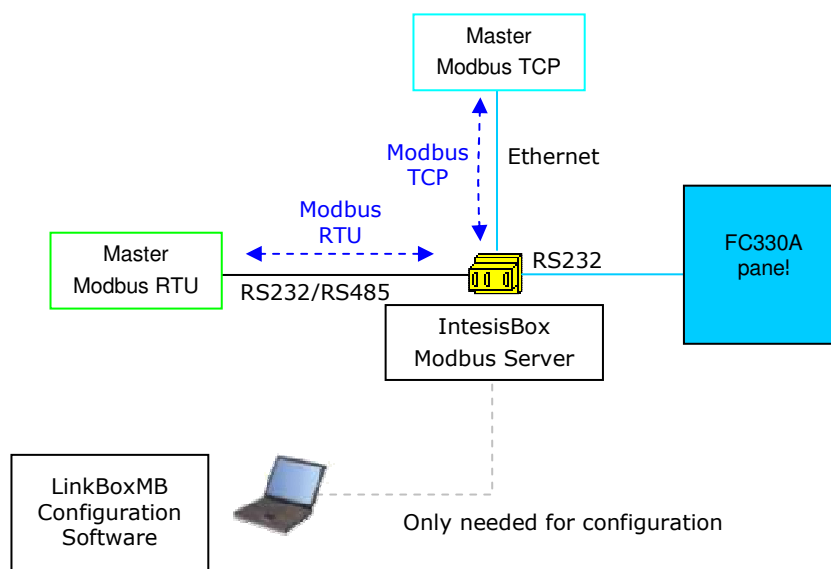 Master
Modbus TCP
Modbus
TCP
Ethernet
Modbus
RTU
Master
Modbus RTU
RS232/RS485
RS232
FC330A
pane!
IntesisBox
Modbus Server
LinkBoxMB
Configuration
Software
Only needed for configuration